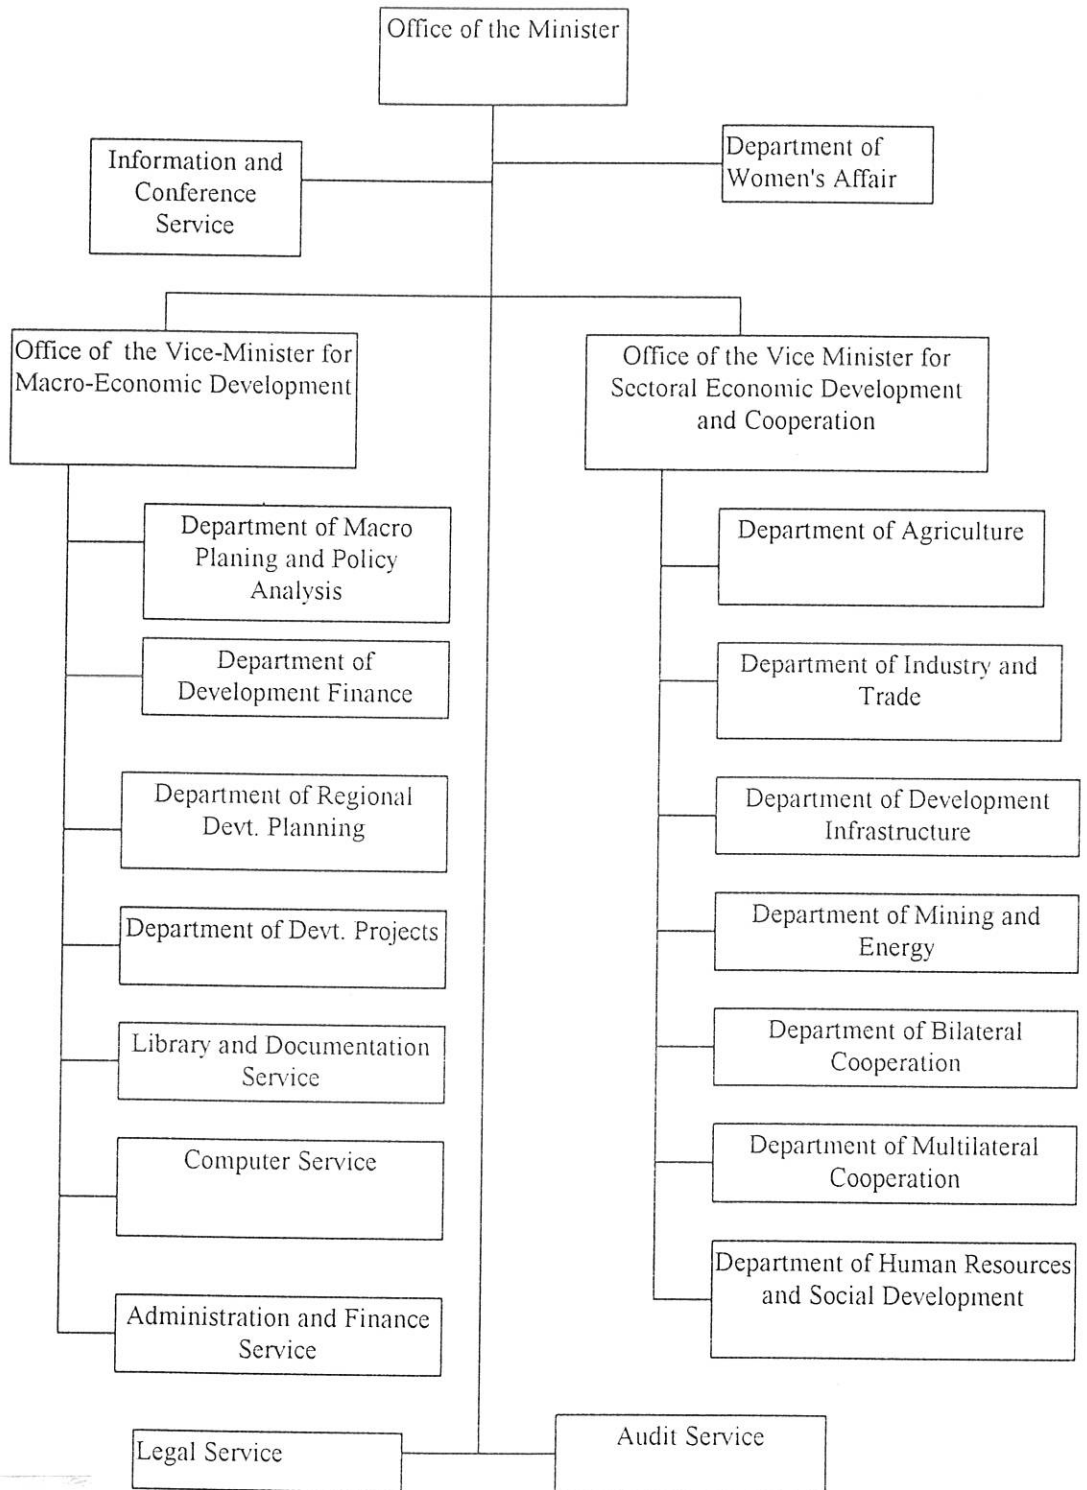 Office of the Minister
Information and
Conference
Service
Department of
Women's Affair
Office of the Vice-Minister for
Macro-Economic Development
Office of the Vice Minister for
Sectoral Economic Development
and Cooperation
Department of Macro
Planing and Policy
Analysis
Department of
Development Finance
Department of Regional
Devt. Planning
Department of Devt. Projects
Library and Documentation
Service
Computer Service
Administration and Finance
Service
Department of Agriculture
Department of Industry and
Trade
Department of Development
Infrastructure
Department of Mining and
Energy
Department of Bilateral
Cooperation
Department of Multilateral
Cooperation
Department of Human Resources
and Social Development
Legal Service
Audit Service